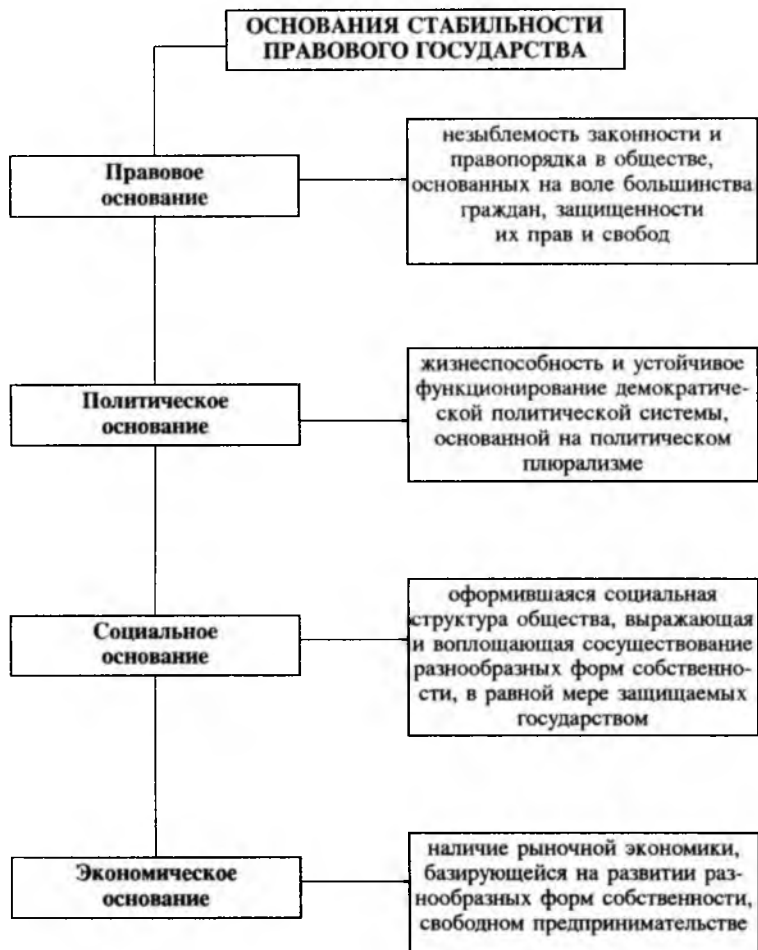 ОСНОВАНИЯ СТАБИЛЬНОСТИ
ПРАВОВОГО ГОСУДАРСТВА
Правовое
основание
незыблемость законности и
правопорядка в обществе,
основанных на воле большинства
граждан, защищенности
их прав и свобод
Политическое
основание
жизнеспособность и устойчивое
функционирование демократиче-
ской политической системы,
основанной на политическом
плюрализме
Социальное
основание
оформившаяся социальная
структура общества, выражающая
и воплощающая сосуществование
разнообразных форм собственно-
сти, в равной мере защищаемых
государством
Экономическое
основание
наличие рыночной экономики,
базирующейся на развитии раз-
нообразных форм собственности,
свободном предпринимательстве